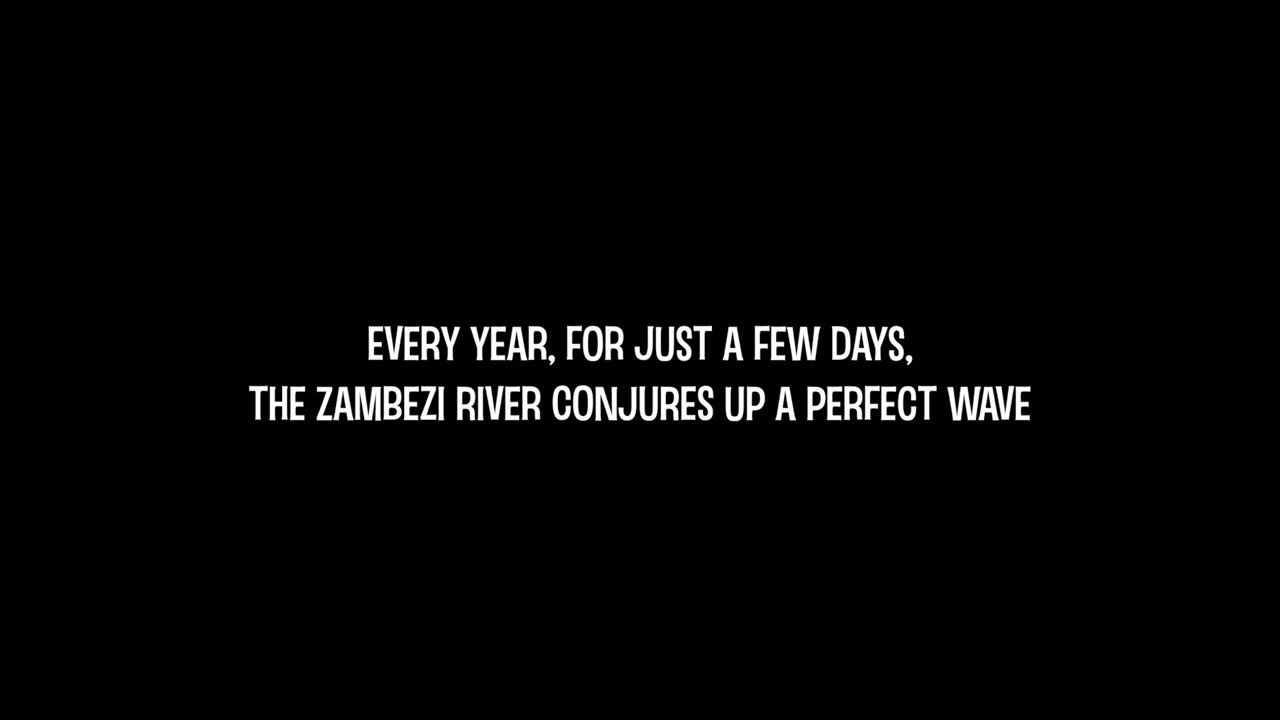 EVERY YEAR, FOR JUST A FEW DAYS,
THE ZAMBEZI RIVER CONJURES UP A PERFECT WAVE